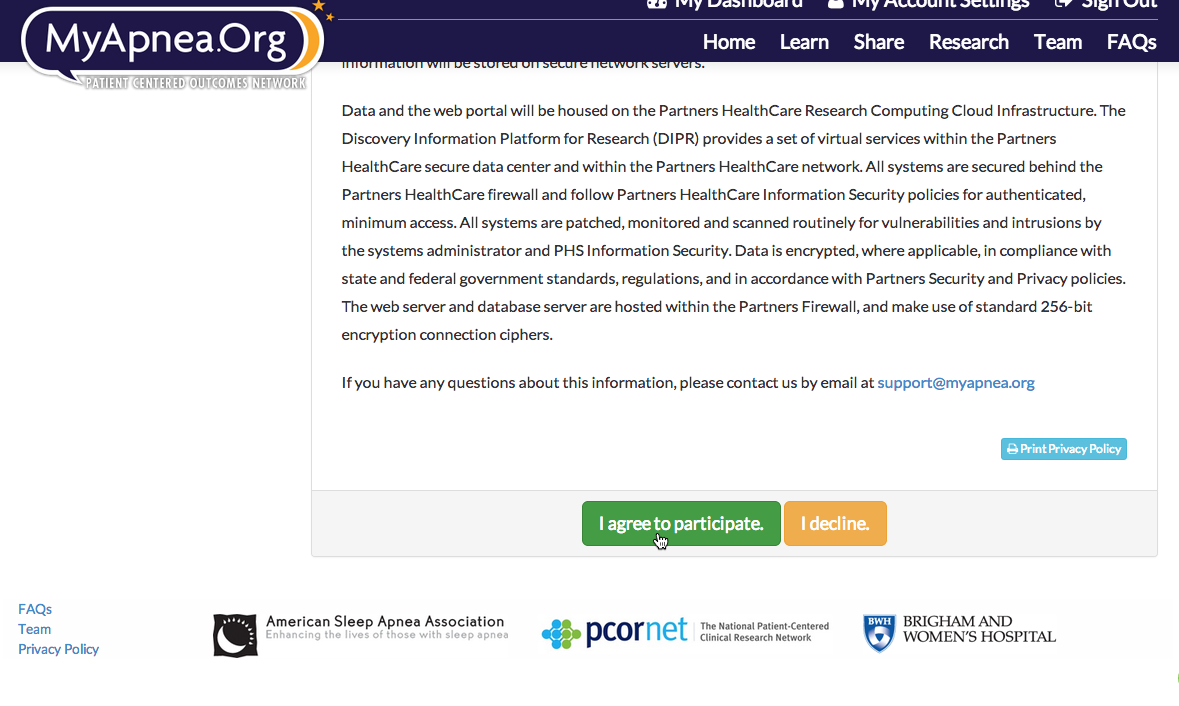 My Dashboard My Account Settings Sign Out
MyApnea.Org
Home Learn Share Research Team FAQs
PATIENT CENTERED OUTCOMES NETWORK
information will be stored on secure network servers.
Data and the web portal will be housed on the Partners HealthCare Research Computing Cloud Infrastructure. The
Discovery Information Platform for Research (DIPR) provides a set of virtual services within the Partners
HealthCare secure data center and within the Partners HealthCare network. All systems are secured behind the
Partners HealthCare firewall and follow Partners HealthCare Information Security policies for authenticated,
minimum access. All systems are patched, monitored and scanned routinely for vulnerabilities and intrusions by
the systems administrator and PHS Information Security. Data is encrypted, where applicable, in compliance with
state and federal government standards, regulations, and in accordance with Partners Security and Privacy policies.
The web server and database server are hosted within the Partners Firewall, and make use of standard 256-bit
encryption connection ciphers.
If you have any questions about this information, please contact us by email at support@myapnea.org
Print Privacy Policy
I agree to participate. I decline.
FAQs
Team
Privacy Policy
American Sleep Apnea Association
Enhancing the lives of those with sleep apnea
pcornet
The National Patient-Centered
Clinical Research Network
BWH
BRIGHAM AND
WOMEN'S HOSPITAL